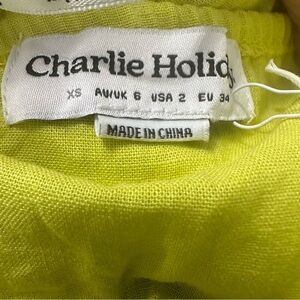 Charlie Holid
XS AU/UK 6 USA 2 EU 34
MADE IN CHINA